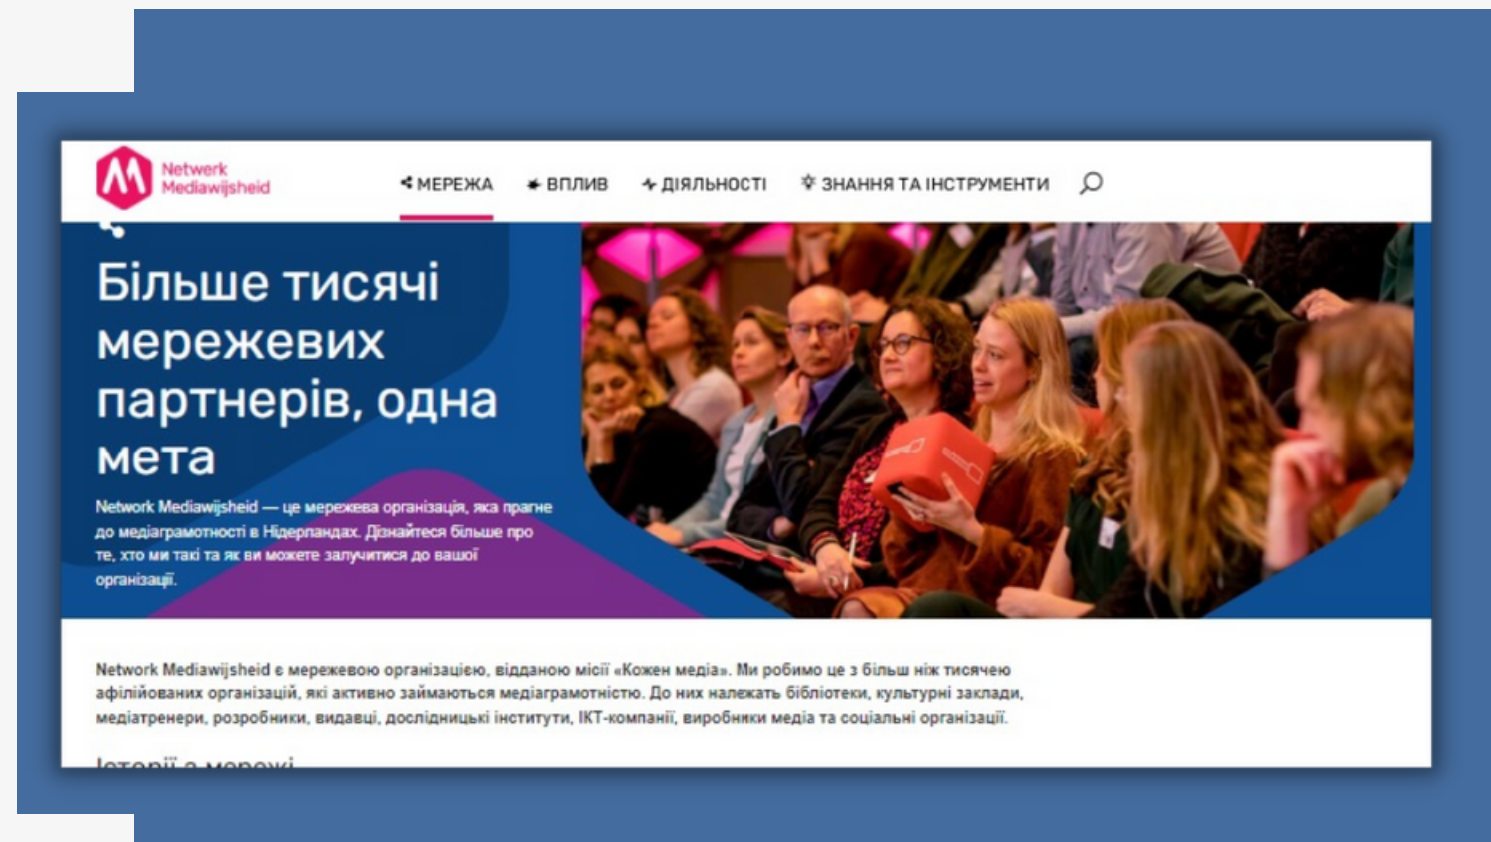 Netwerk
Mediawijsheid
МЕРЕЖА
ВПЛИВ
ДІЯЛЬНОСТІ
ЗНАННЯ ТА ІНСТРУМЕНТИ
Більше тисячі
мережевих
партнерів, одна
мета
Network Mediawijsheid — це мережева організація, яка прагне
до медіаграмотності в Нідерландах. Дізнайтеся більше про
те, хто ми такі та як ви можете залучитися до вашої
організації.
Network Mediawijsheid є мережевою організацією, відданою місії «Кожен медіа». Ми робимо це з більш ніж тисячею
афілійованих організацій, які активно займаються медіаграмотністю. До них належать бібліотеки, культурні заклади,
медіатренери, розробники, видавці, дослідницькі інститути, ІКТ-компанії, виробники медіа та соціальні організації.
Історії з мережі